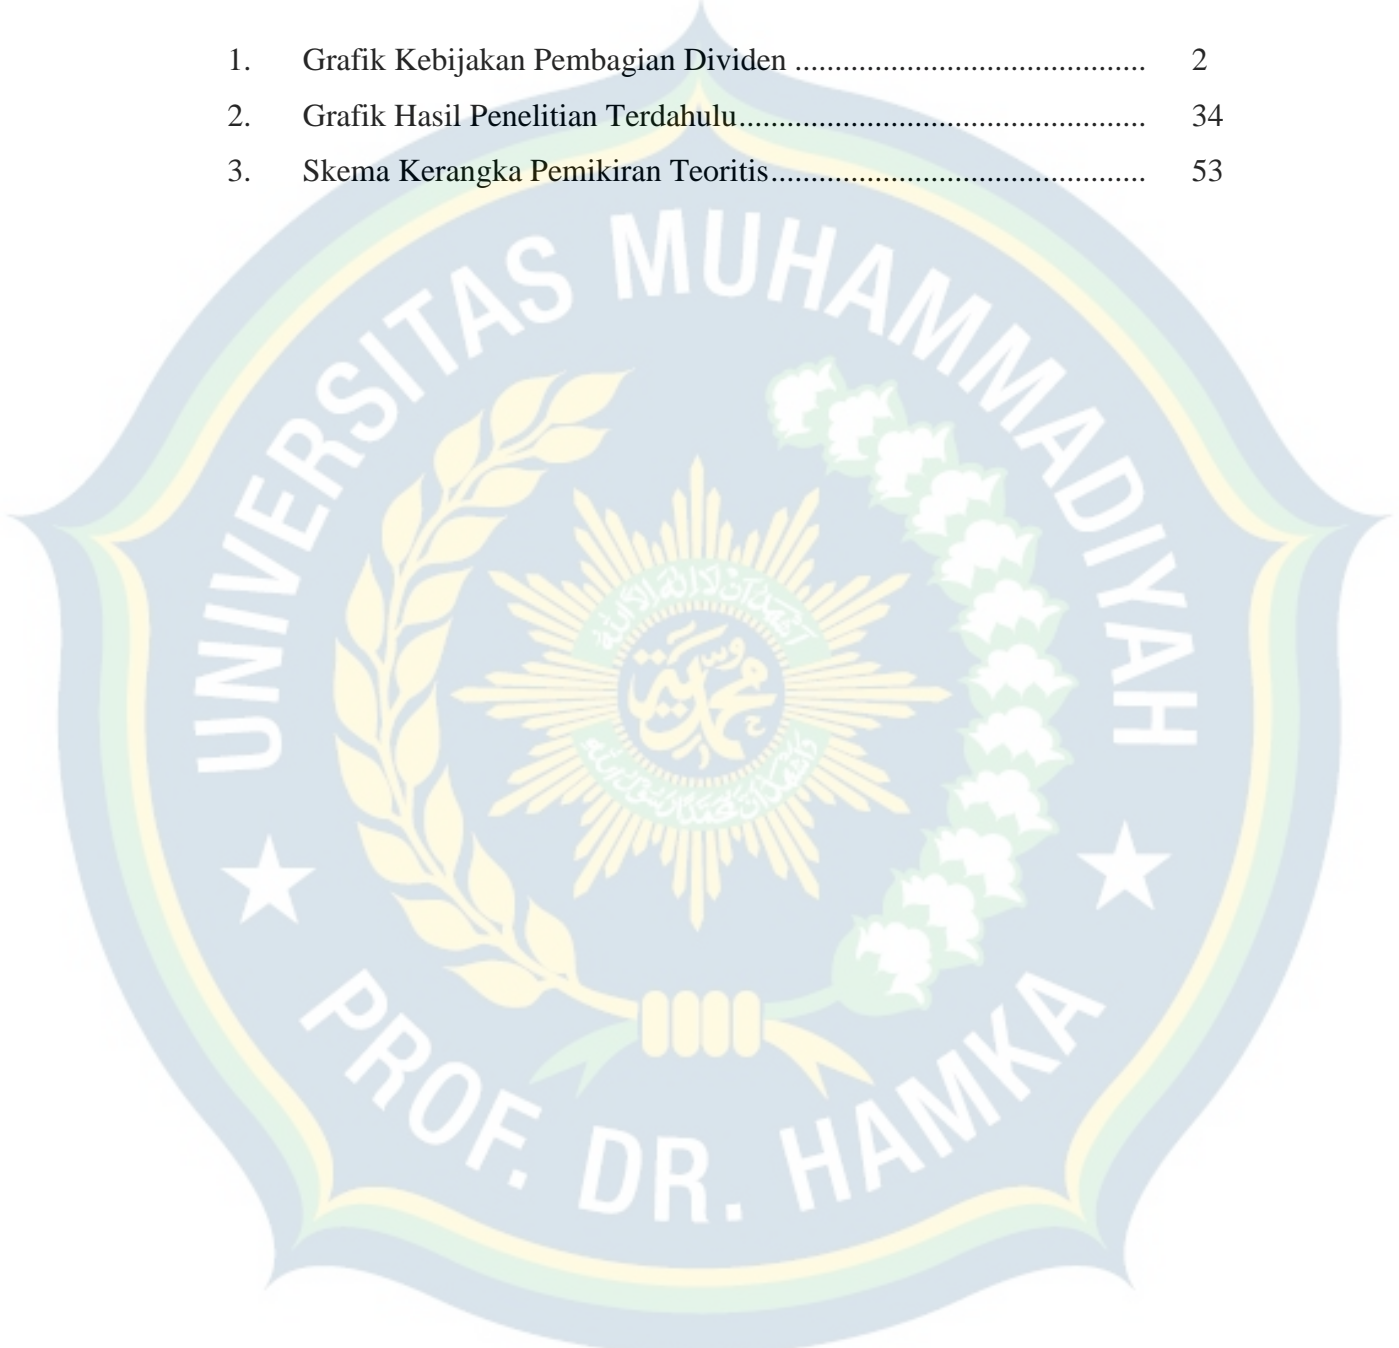 1. Grafik Kebijakan Pembagian Dividen ...................................... 2
2. Grafik Hasil Penelitian Terdahulu............................................ 34
3. Skema Kerangka Pemikiran Teoritis........................................ 53
UNIVERSITAS MUHAMMADIYAH
محمدية
PROF. DR. HAMKA